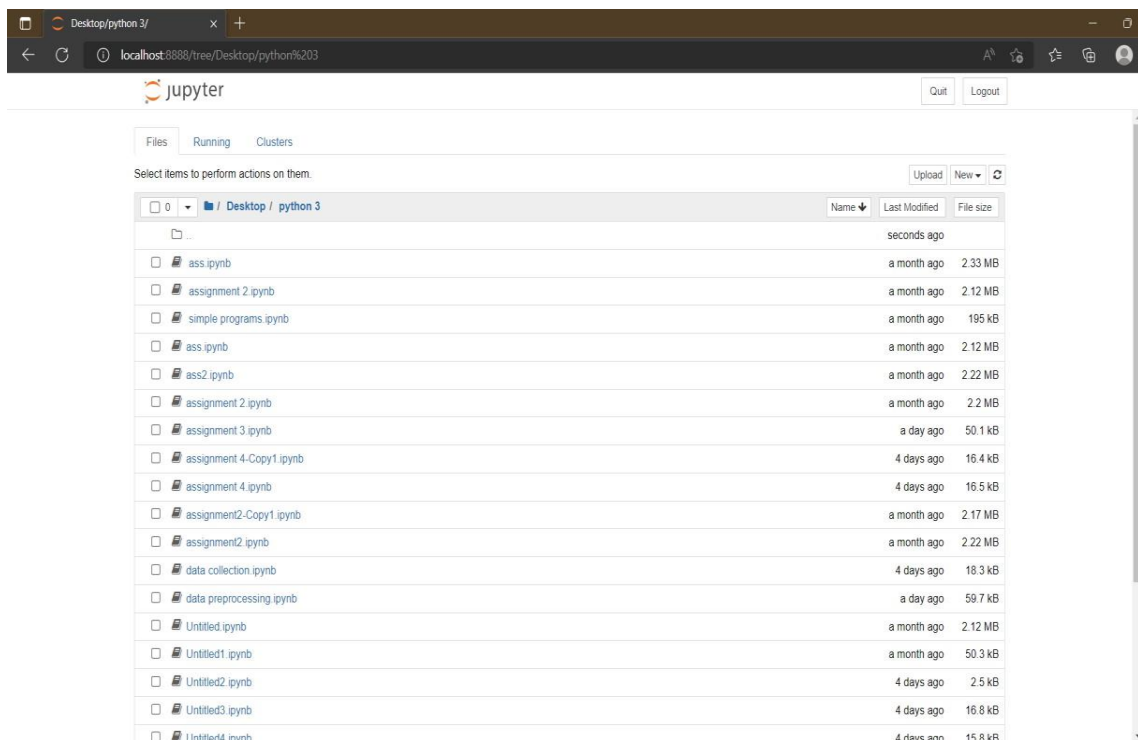 Desktop/python 3/
localhost:8888/tree/Desktop/python%203
jupyter
Quit Logout
Files Running Clusters
Select items to perform actions on them.
Upload New
0 / Desktop / python 3 Name Last Modified File size
.. seconds ago
ass.ipynb a month ago 2.33 MB
assignment 2.ipynb a month ago 2.12 MB
simple programs.ipynb a month ago 195 kB
ass.ipynb a month ago 2.12 MB
ass2.ipynb a month ago 2.22 MB
assignment 2.ipynb a month ago 2.2 MB
assignment 3.ipynb a day ago 50.1 kB
assignment 4-Copy1.ipynb 4 days ago 16.4 kB
assignment 4.ipynb 4 days ago 16.5 kB
assignment2-Copy1.ipynb a month ago 2.17 MB
assignment2.ipynb a month ago 2.22 MB
data collection.ipynb 4 days ago 18.3 kB
data preprocessing.ipynb a day ago 59.7 kB
Untitled.ipynb a month ago 2.12 MB
Untitled1.ipynb a month ago 50.3 kB
Untitled2.ipynb 4 days ago 2.5 kB
Untitled3.ipynb 4 days ago 16.8 kB
Untitled4.ipynb 4 days ago 15.8 kB